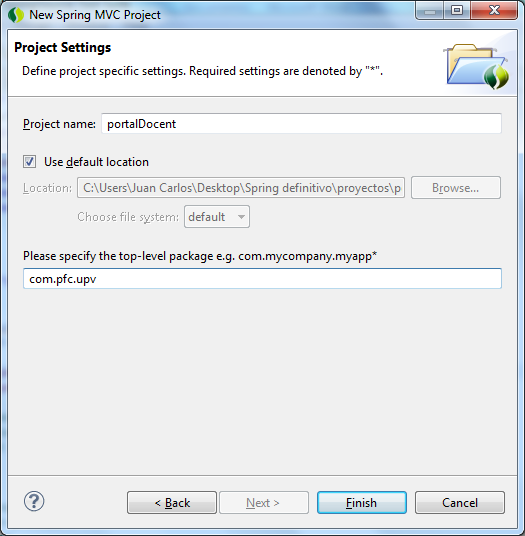 New Spring MVC Project
Project Settings
Define project specific settings. Required settings are denoted by "*".
Project name: portalDocent
Use default location
Location: C:\Users\Juan Carlos\Desktop\Spring definitivo\proyectos\p Browse...
Choose file system: default
Please specify the top-level package e.g. com.mycompany.myapp*
com.pfc.upv
? < Back Next > Finish Cancel